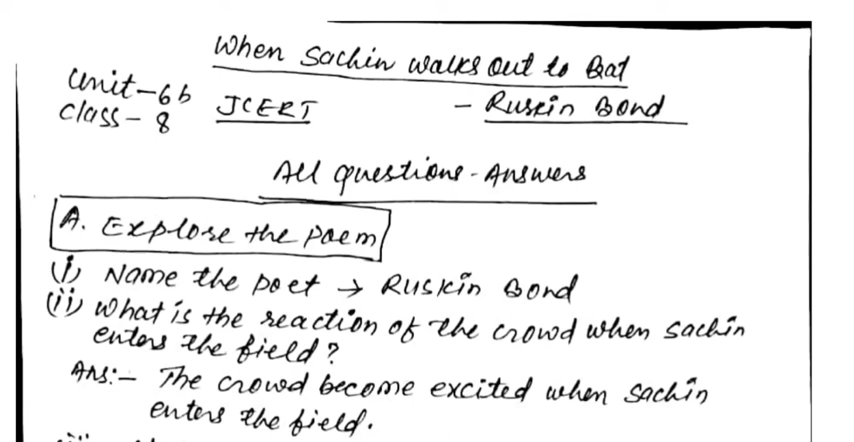 When Sachin walks out to Bat
Unit-6b
Class-8 JCERT - Ruskin Bond
All questions-Answers
A. Explore the poem
(i) Name the poet → Ruskin Bond
(ii) What is the reaction of the crowd when Sachin
enters the field?
Ans:- The crowd become excited when Sachin
enters the field.